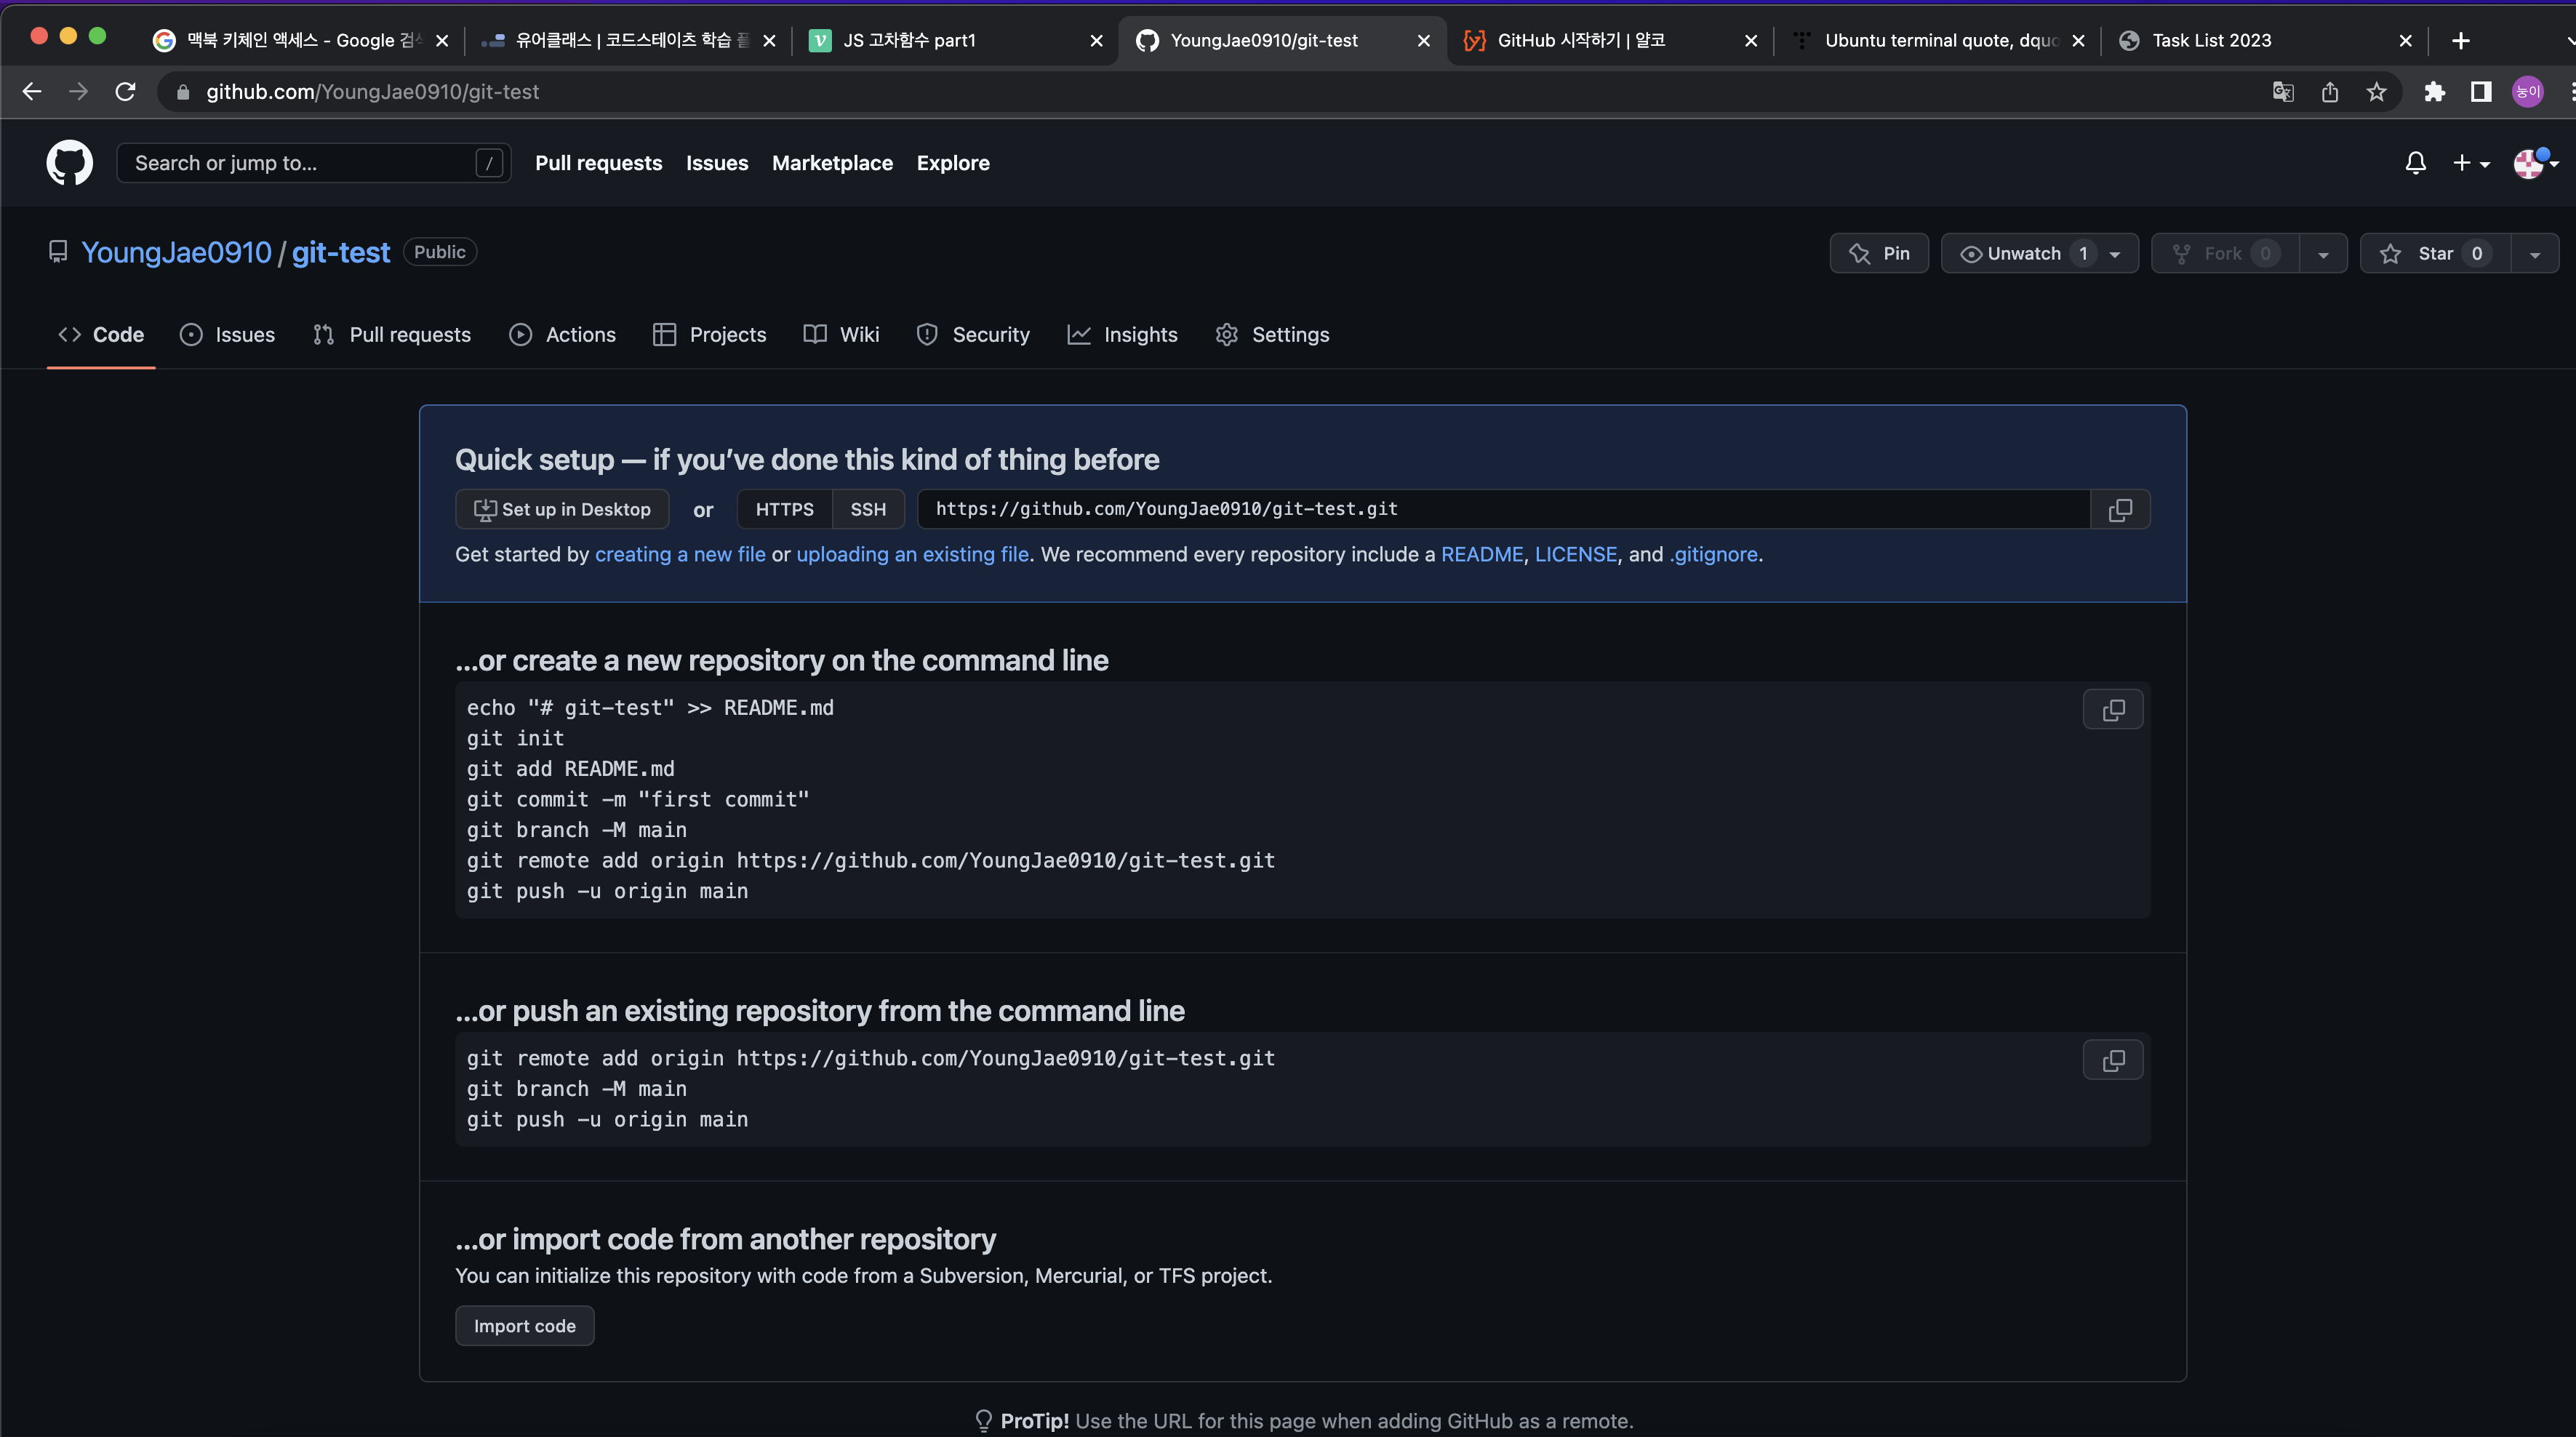 맥북 키체인 액세스 - Google 검색
유어클래스 | 코드스테이츠 학습 플
JS 고차함수 part1
YoungJae0910/git-test
GitHub 시작하기 | 얄코
Ubuntu terminal quote, dquo
Task List 2023
github.com/YoungJae0910/git-test
둥이
Search or jump to...
/
Pull requests
Issues
Marketplace
Explore
YoungJae0910 / git-test Public
Pin
Unwatch 1
Fork 0
Star 0
Code
Issues
Pull requests
Actions
Projects
Wiki
Security
Insights
Settings
Quick setup — if you’ve done this kind of thing before
Set up in Desktop or HTTPS SSH https://github.com/YoungJae0910/git-test.git
Get started by creating a new file or uploading an existing file. We recommend every repository include a README, LICENSE, and .gitignore.
…or create a new repository on the command line
echo "# git-test" >> README.md
git init
git add README.md
git commit -m "first commit"
git branch -M main
git remote add origin https://github.com/YoungJae0910/git-test.git
git push -u origin main
…or push an existing repository from the command line
git remote add origin https://github.com/YoungJae0910/git-test.git
git branch -M main
git push -u origin main
…or import code from another repository
You can initialize this repository with code from a Subversion, Mercurial, or TFS project.
Import code
ProTip! Use the URL for this page when adding GitHub as a remote.